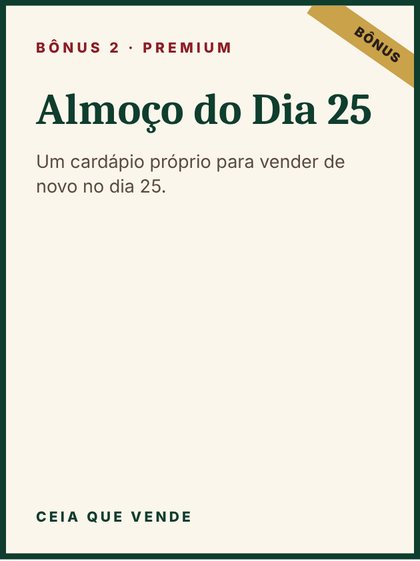 BÔNUS 2 · PREMIUM
BÔNUS
Almoço do Dia 25
Um cardápio próprio para vender de
novo no dia 25.
CEIA QUE VENDE